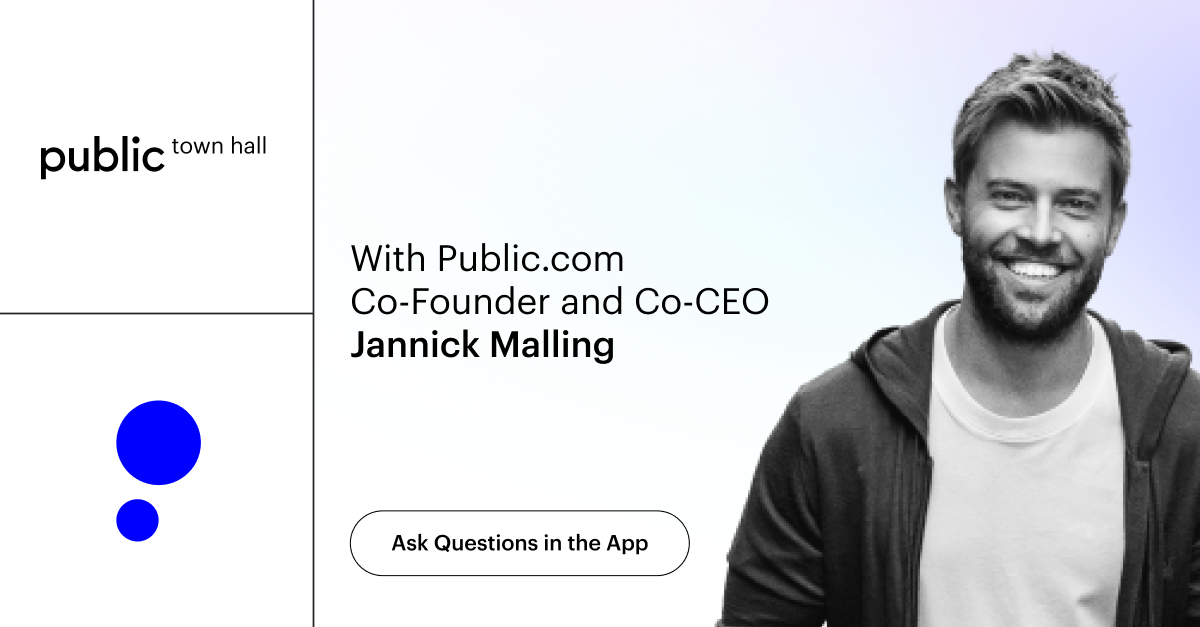 public town hall
With Public.com
Co-Founder and Co-CEO
Jannick Malling
Ask Questions in the App